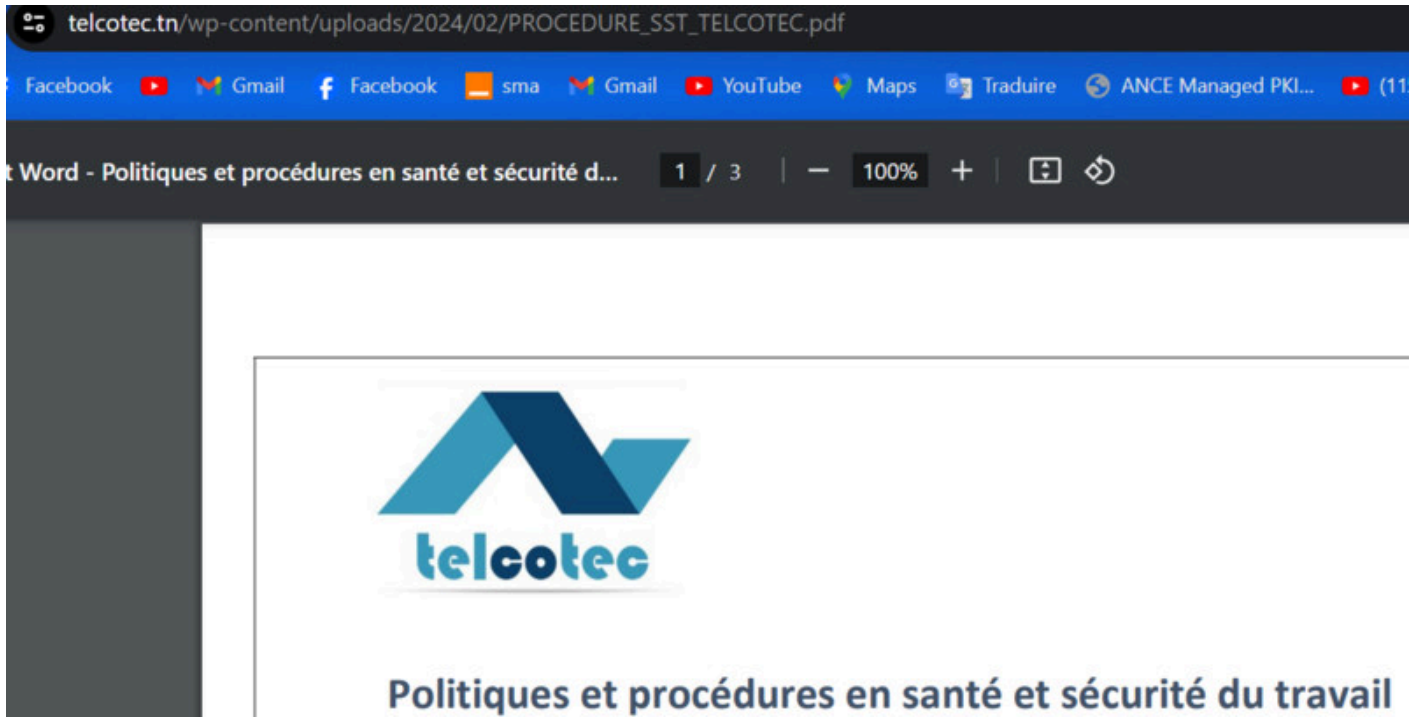 telcotec.tn/wp-content/uploads/2024/02/PROCEDURE_SST_TELCOTEC.pdf
Facebook Gmail Facebook sma Gmail YouTube Maps Traduire ANCE Managed PKI... (11
t Word - Politiques et procédures en santé et sécurité d... 1 / 3 | − 100% + |
telcotec
Politiques et procédures en santé et sécurité du travail